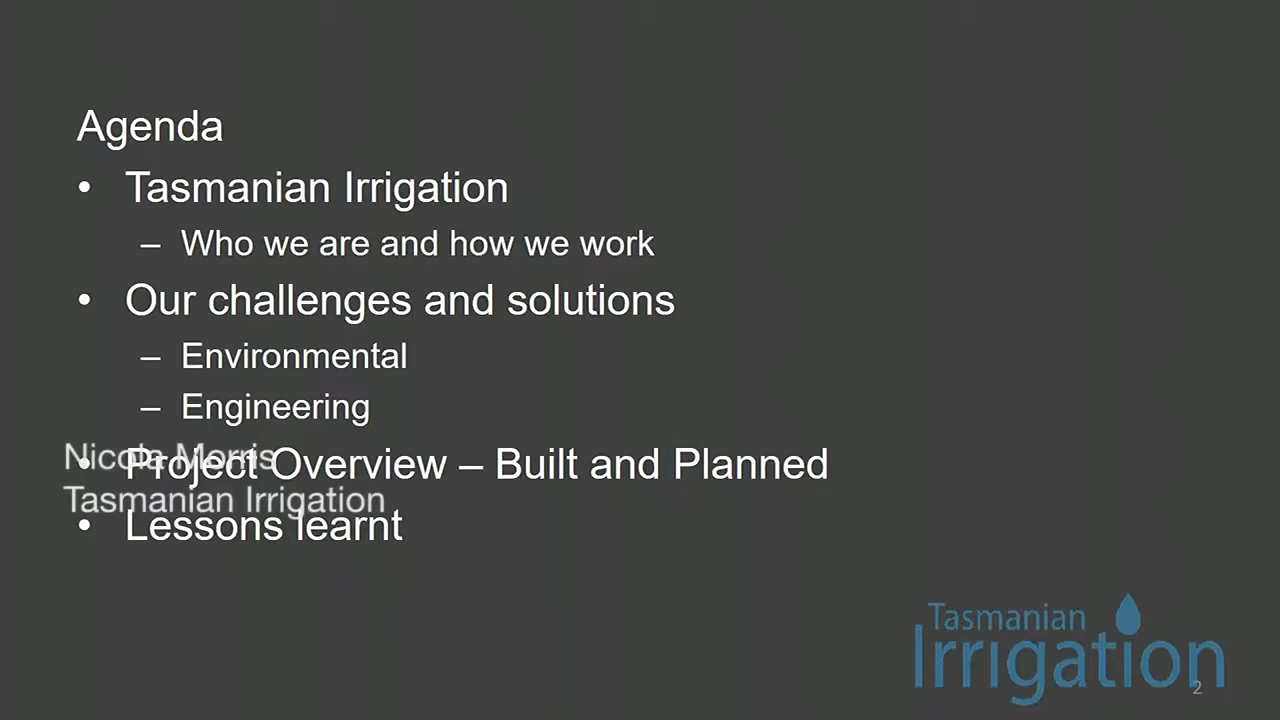 Agenda
• Tasmanian Irrigation
– Who we are and how we work
• Our challenges and solutions
– Environmental
– Engineering
Nicola Morris
• Project Overview – Built and Planned
Tasmanian Irrigation
• Lessons learnt
Tasmanian
Irrigation
2